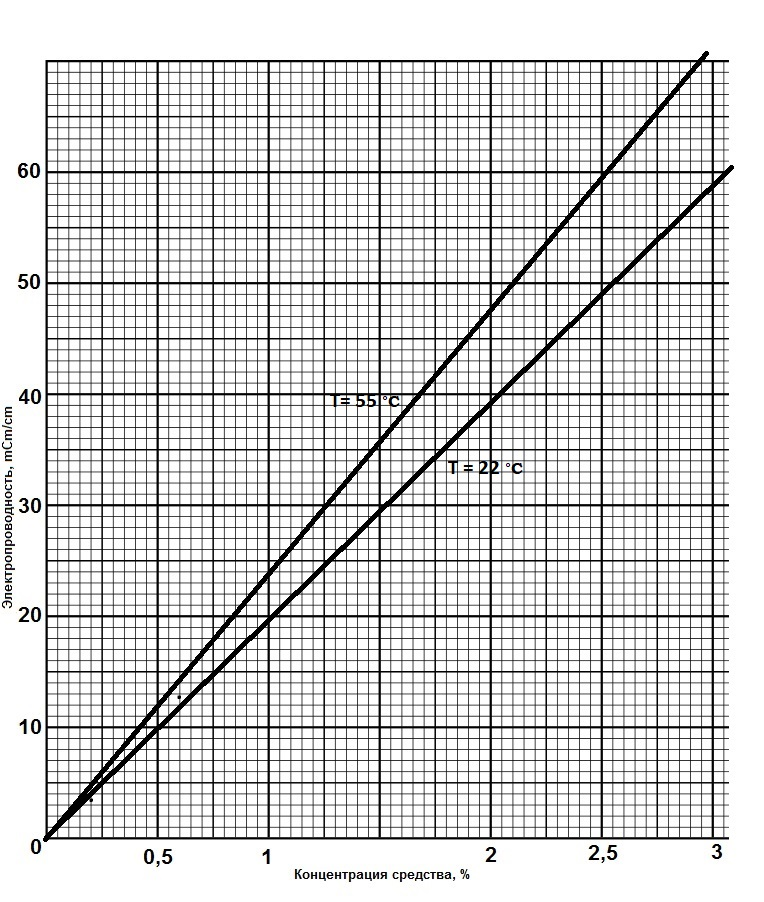 60
50
40
30
20
10
0
Электропроводность, mCm/cm
T= 55 °C
T = 22 °C
0,5 1 2 2,5 3
Концентрация средства, %